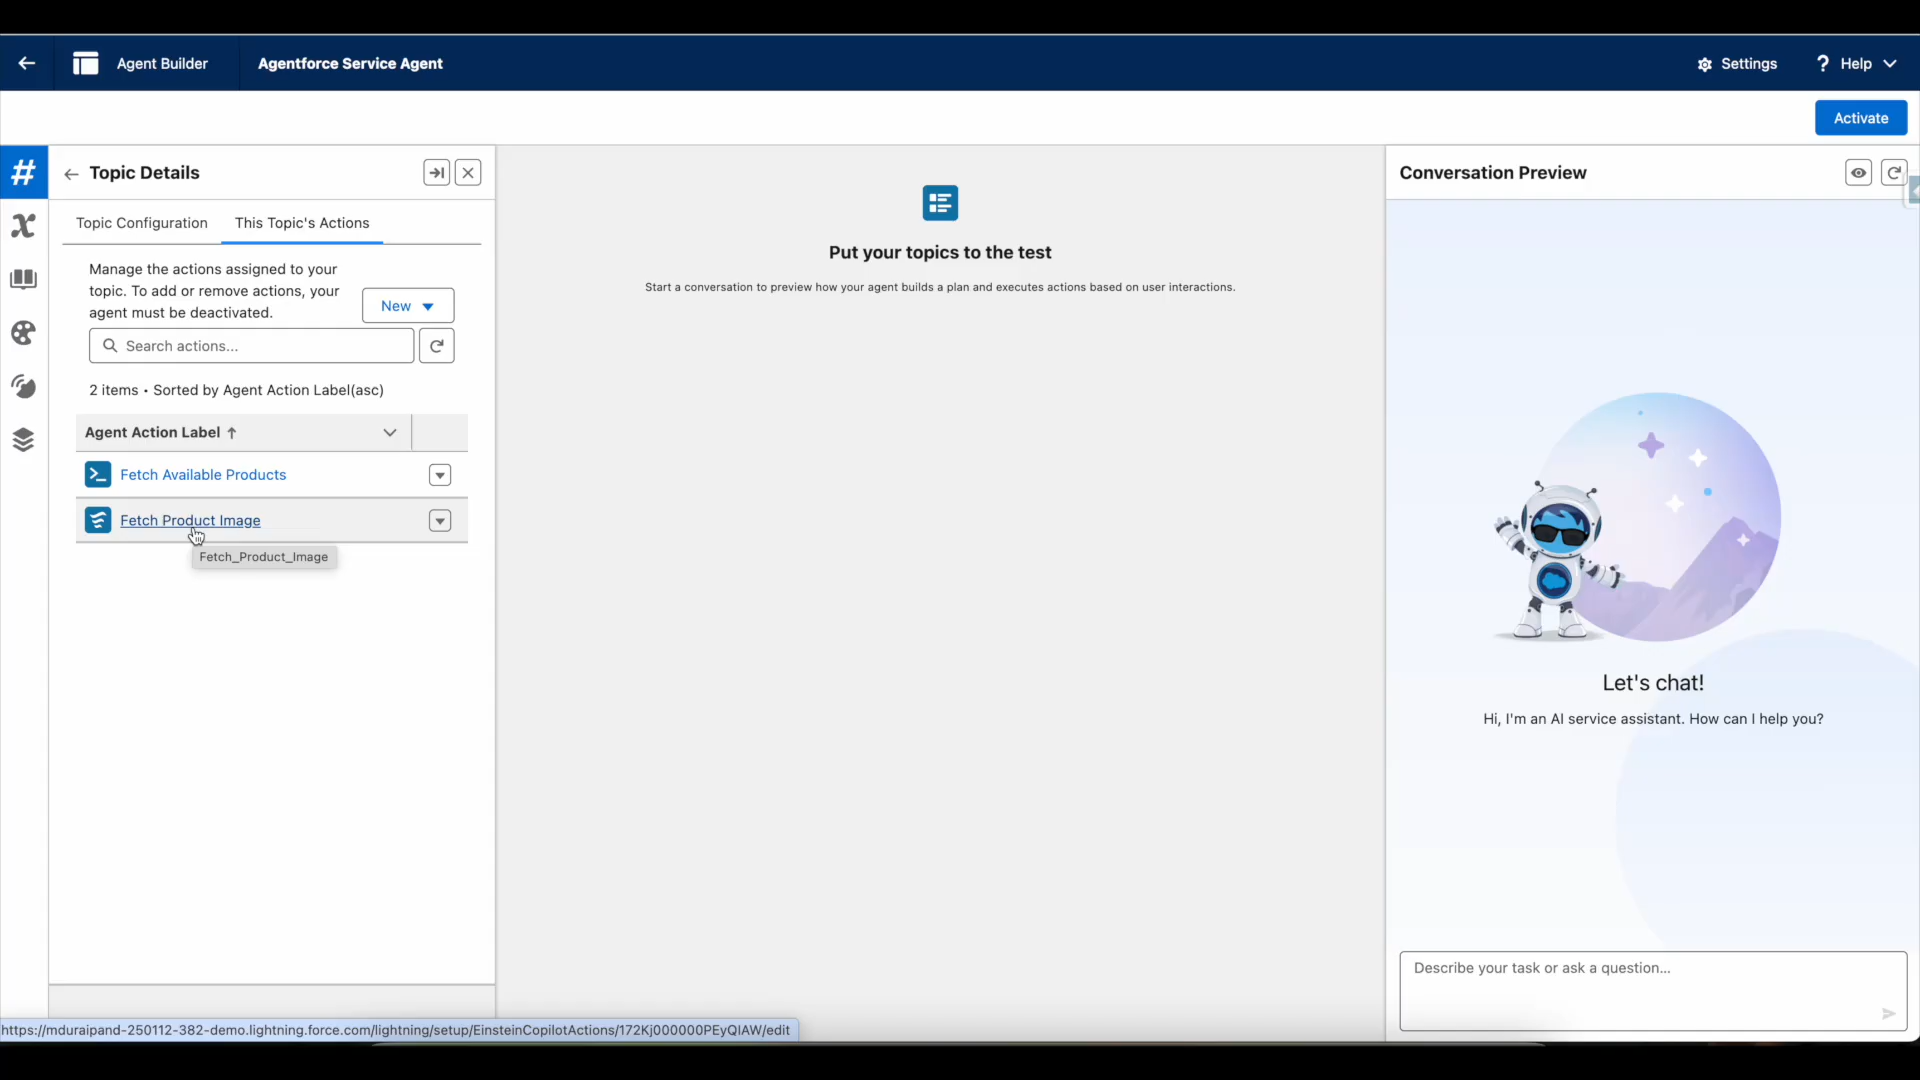 Agent Builder
Agentforce Service Agent
Settings
? Help
Activate
# Topic Details
Topic Configuration
This Topic's Actions
Manage the actions assigned to your
topic. To add or remove actions, your
agent must be deactivated.
New
Search actions...
2 items • Sorted by Agent Action Label(asc)
Agent Action Label ↑
Fetch Available Products
Fetch Product Image
Fetch_Product_Image
Put your topics to the test
Start a conversation to preview how your agent builds a plan and executes actions based on user interactions.
Conversation Preview
Let's chat!
Hi, I'm an AI service assistant. How can I help you?
Describe your task or ask a question...
https://mduraipand-250112-382-demo.lightning.force.com/lightning/setup/EinsteinCopilotActions/172Kj000000PEyQIAW/edit